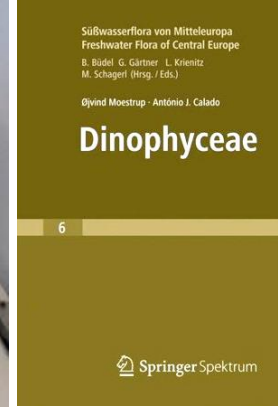 Süßwasserflora von Mitteleuropa
Freshwater Flora of Central Europe
B. Büdel G. Gärtner L. Krienitz
M. Schagerl (Hrsg. / Eds.)
Øjvind Moestrup · António J. Calado
Dinophyceae
6
Springer Spektrum